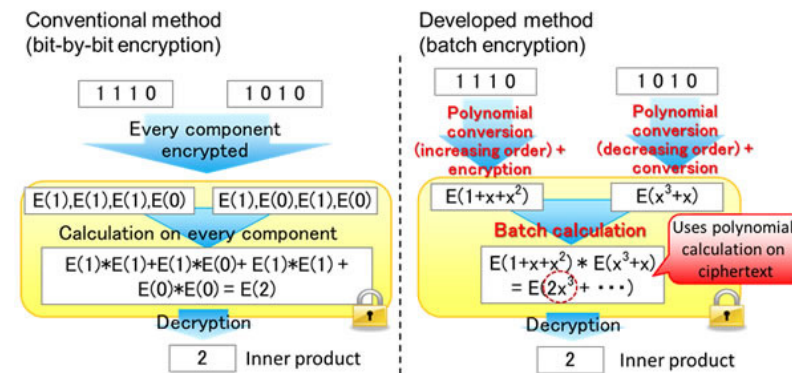 Conventional method
(bit-by-bit encryption)
1 1 1 0
1 0 1 0
Every component
encrypted
E(1),E(1),E(1),E(0)
E(1),E(0),E(1),E(0)
Calculation on every component
E(1)*E(1)+E(1)*E(0)+ E(1)*E(1) +
E(0)*E(0) = E(2)
Decryption
2
Inner product
Developed method
(batch encryption)
1 1 1 0
1 0 1 0
Polynomial
conversion
(increasing order) +
encryption
Polynomial
conversion
(decreasing order) +
conversion
E(1+x+x²)
E(x³+x)
Batch calculation
Uses polynomial
calculation on
ciphertext
E(1+x+x²) * E(x³+x)
= E(2x³ + ･･･)
Decryption
2
Inner product